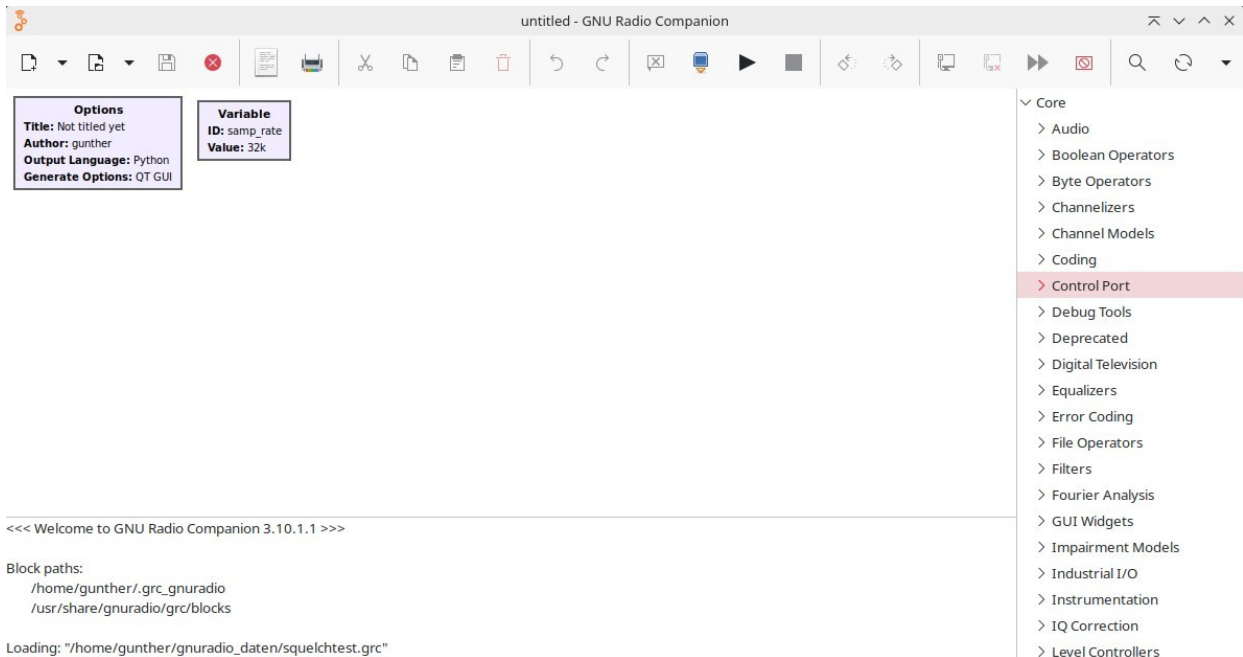 untitled - GNU Radio Companion
Options
Title: Not titled yet
Author: gunther
Output Language: Python
Generate Options: QT GUI
Variable
ID: samp_rate
Value: 32k
Core
Audio
Boolean Operators
Byte Operators
Channelizers
Channel Models
Coding
Control Port
Debug Tools
Deprecated
Digital Television
Equalizers
Error Coding
File Operators
Filters
Fourier Analysis
GUI Widgets
Impairment Models
Industrial I/O
Instrumentation
IQ Correction
Level Controllers
<<< Welcome to GNU Radio Companion 3.10.1.1 >>>
Block paths:
/home/gunther/.grc_gnuradio
/usr/share/gnuradio/grc/blocks
Loading: "/home/gunther/gnuradio_daten/squelchtest.grc"